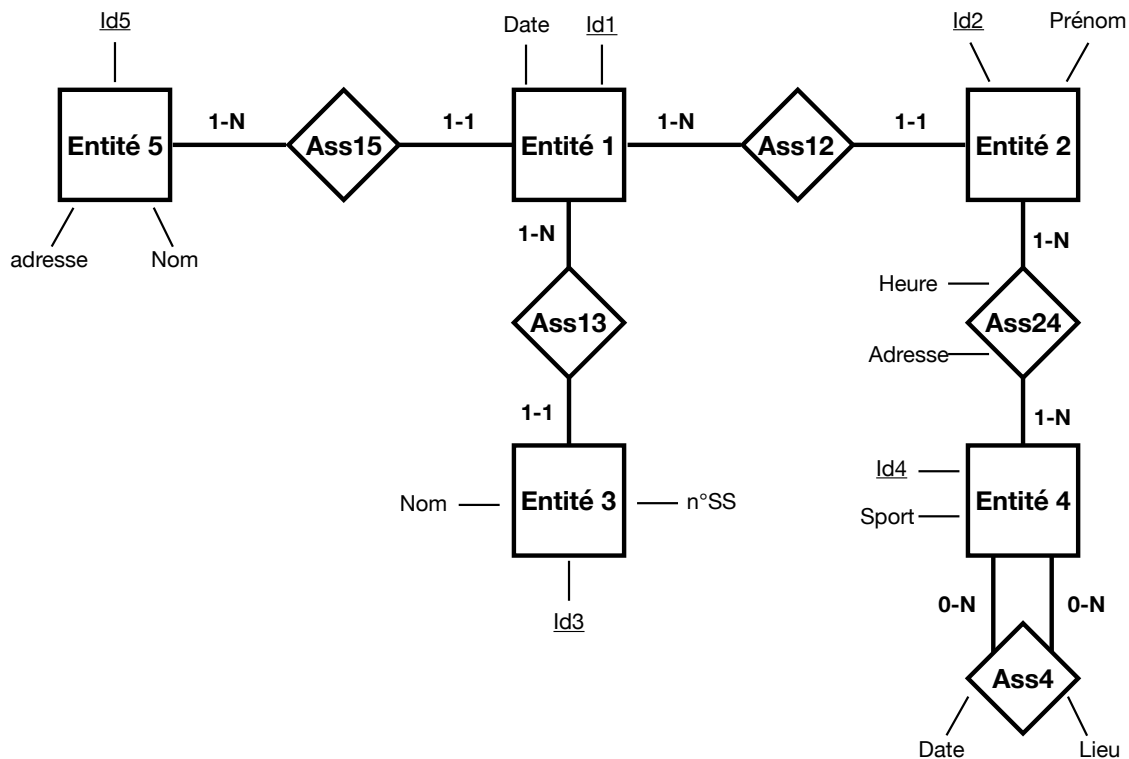 Id5
Date
Id1
Id2
Prénom
Entité 5
1-N
Ass15
1-1
Entité 1
1-N
Ass12
1-1
Entité 2
adresse
Nom
1-N
1-N
Heure
Ass13
Ass24
Adresse
1-1
1-N
Id4
Nom
Entité 3
n°SS
Entité 4
Sport
Id3
0-N
0-N
Ass4
Date
Lieu